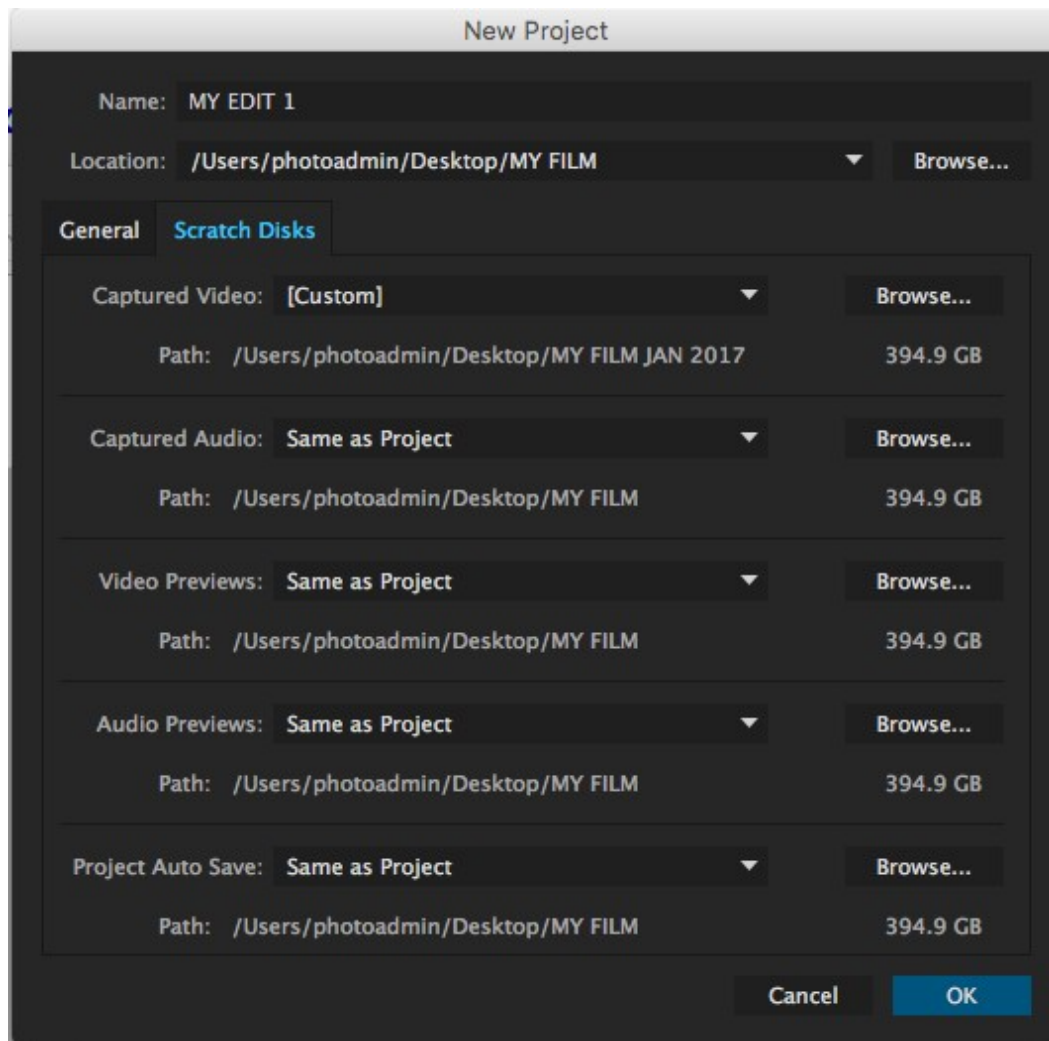 New Project
Name: MY EDIT 1
Location: /Users/photoadmin/Desktop/MY FILM Browse...
General Scratch Disks
Captured Video: [Custom] Browse...
Path: /Users/photoadmin/Desktop/MY FILM JAN 2017 394.9 GB
Captured Audio: Same as Project Browse...
Path: /Users/photoadmin/Desktop/MY FILM 394.9 GB
Video Previews: Same as Project Browse...
Path: /Users/photoadmin/Desktop/MY FILM 394.9 GB
Audio Previews: Same as Project Browse...
Path: /Users/photoadmin/Desktop/MY FILM 394.9 GB
Project Auto Save: Same as Project Browse...
Path: /Users/photoadmin/Desktop/MY FILM 394.9 GB
Cancel OK